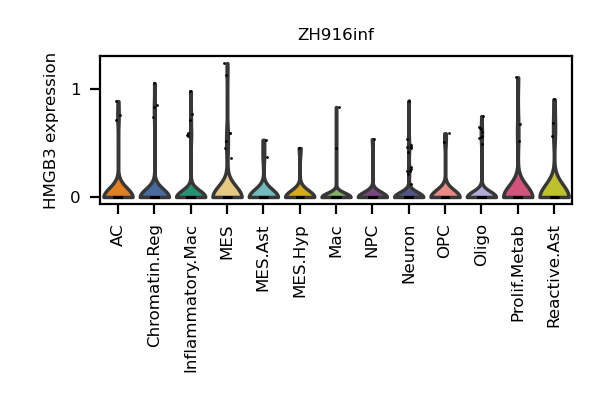 ZH916inf
HMGB3 expression
1
0
AC
Chromatin.Reg
Inflammatory.Mac
MES
MES.Ast
MES.Hyp
Mac
NPC
Neuron
OPC
Oligo
Prolif.Metab
Reactive.Ast